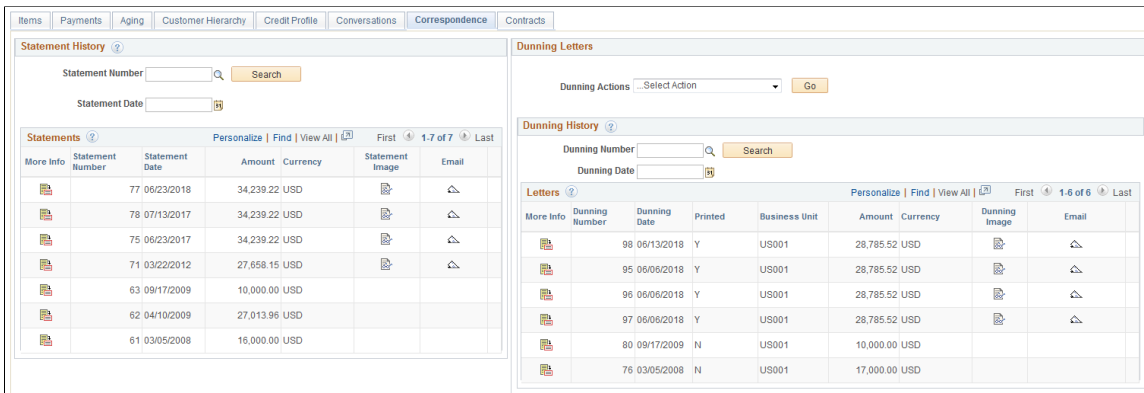 Items Payments Aging Customer Hierarchy Credit Profile Conversations Correspondence Contracts
Statement History ?
Statement Number Search
Statement Date 31
Statements ? Personalize | Find | View All | First 1-7 of 7 Last
More Info Statement Number Statement Date Amount Currency Statement Image Email
77 06/23/2018 34,239.22 USD
78 07/13/2017 34,239.22 USD
75 06/23/2017 34,239.22 USD
71 03/22/2012 27,658.15 USD
63 09/17/2009 10,000.00 USD
62 04/10/2009 27,013.96 USD
61 03/05/2008 16,000.00 USD
Dunning Letters
Dunning Actions ...Select Action Go
Dunning History ?
Dunning Number Search
Dunning Date 31
Letters ? Personalize | Find | View All | First 1-6 of 6 Last
More Info Dunning Number Dunning Date Printed Business Unit Amount Currency Dunning Image Email
98 06/13/2018 Y US001 28,785.52 USD
95 06/06/2018 Y US001 28,785.52 USD
96 06/06/2018 Y US001 28,785.52 USD
97 06/06/2018 Y US001 28,785.52 USD
80 09/17/2009 N US001 10,000.00 USD
76 03/05/2008 N US001 17,000.00 USD